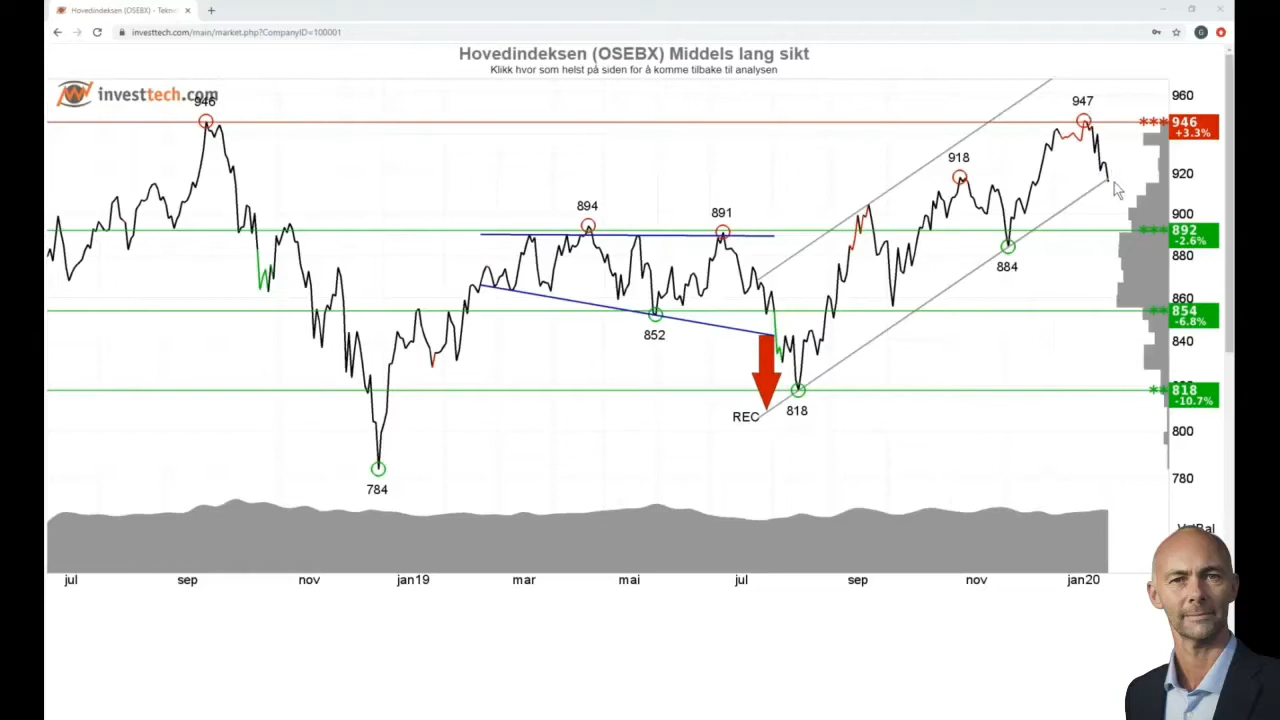 Hovedindeksen (OSEBX) - Tekni
investtech.com/main/market.php?CompanyID=100001
G
Hovedindeksen (OSEBX) Middels lang sikt
Klikk hvor som helst på siden for å komme tilbake til analysen
investtech.com
946
894
891
918
947
852
884
REC
818
784
960
*** 946
+3.3%
920
900
*** 892
-2.6%
880
860
** 854
-6.8%
840
** 818
-10.7%
800
780
VolBal
jul
sep
nov
jan19
mar
mai
jul
sep
nov
jan20